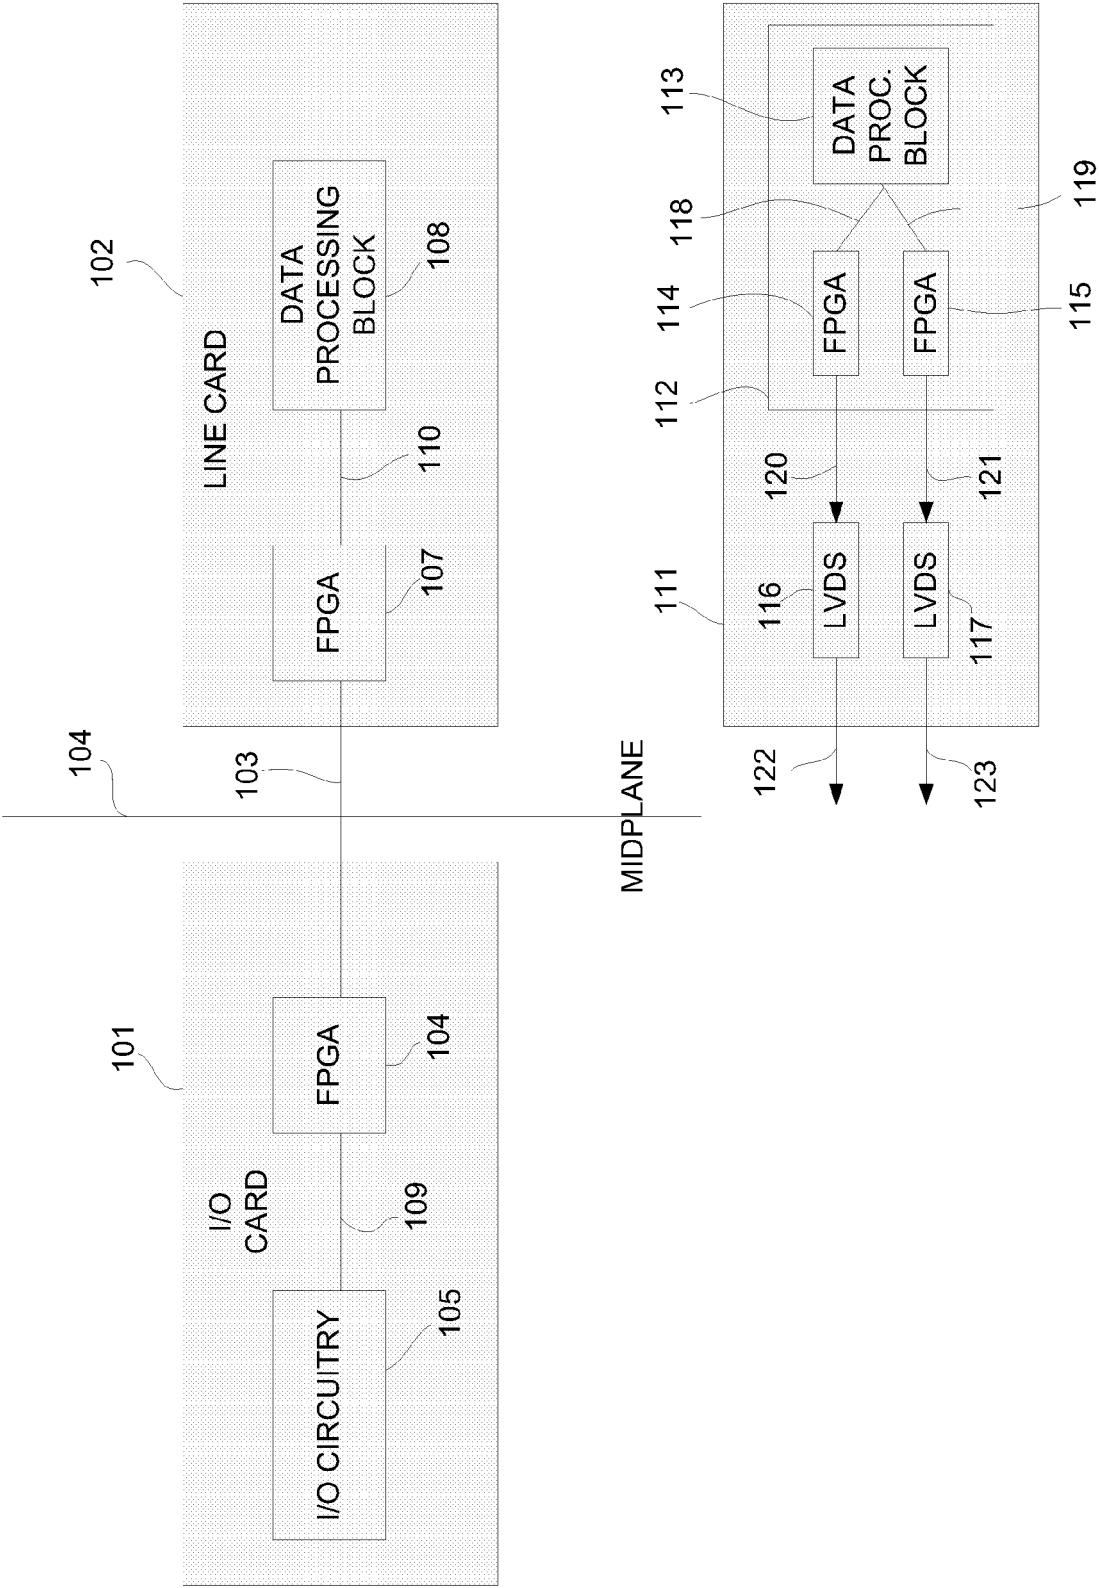 104
102
101
I/O
CARD
LINE CARD
103
I/O CIRCUITRY
FPGA
FPGA
DATA
PROCESSING
BLOCK
105
109
104
107
110
108
MIDPLANE
111
112
113
114
118
122
116
120
LVDS
FPGA
DATA
PROC.
BLOCK
LVDS
FPGA
123
117
121
115
119